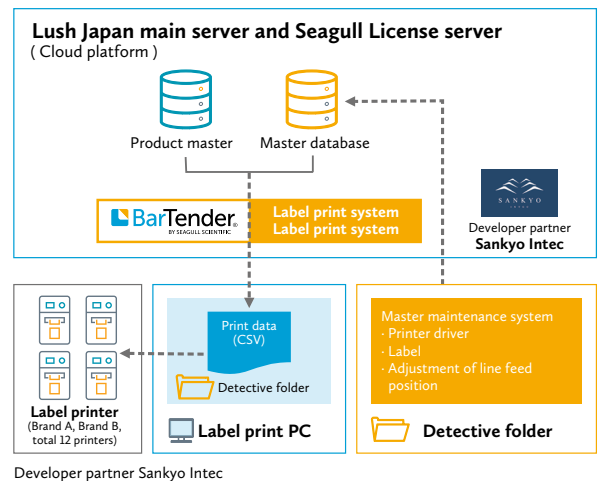 Lush Japan main server and Seagull License server
( Cloud platform )
Product master
Master database
BarTender®
BY SEAGULL SCIENTIFIC
Label print system
Label print system
SANKYO
INTEC
Developer partner
Sankyo Intec
Print data
(CSV)
Detective folder
Label printer
(Brand A, Brand B,
total 12 printers)
Label print PC
Master maintenance system
· Printer driver
· Label
· Adjustment of line feed
position
Detective folder
Developer partner Sankyo Intec